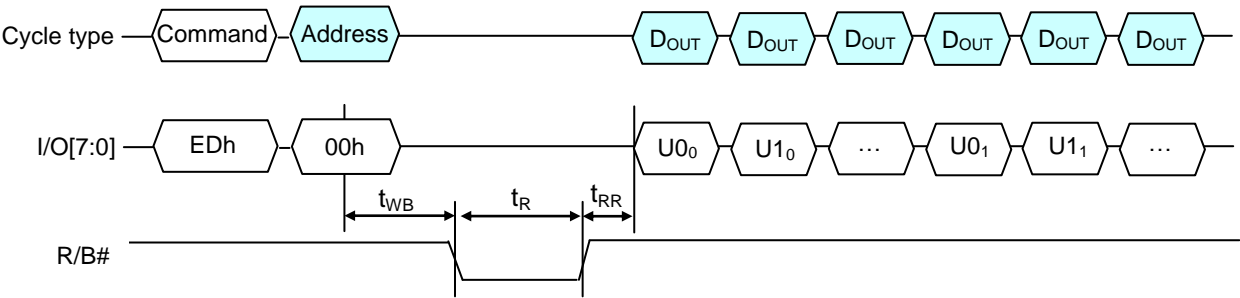 Cycle type Command Address DOUT DOUT DOUT DOUT DOUT DOUT
I/O[7:0] EDh 00h U00 U10 ... U01 U11 ...
tWB tR tRR
R/B#